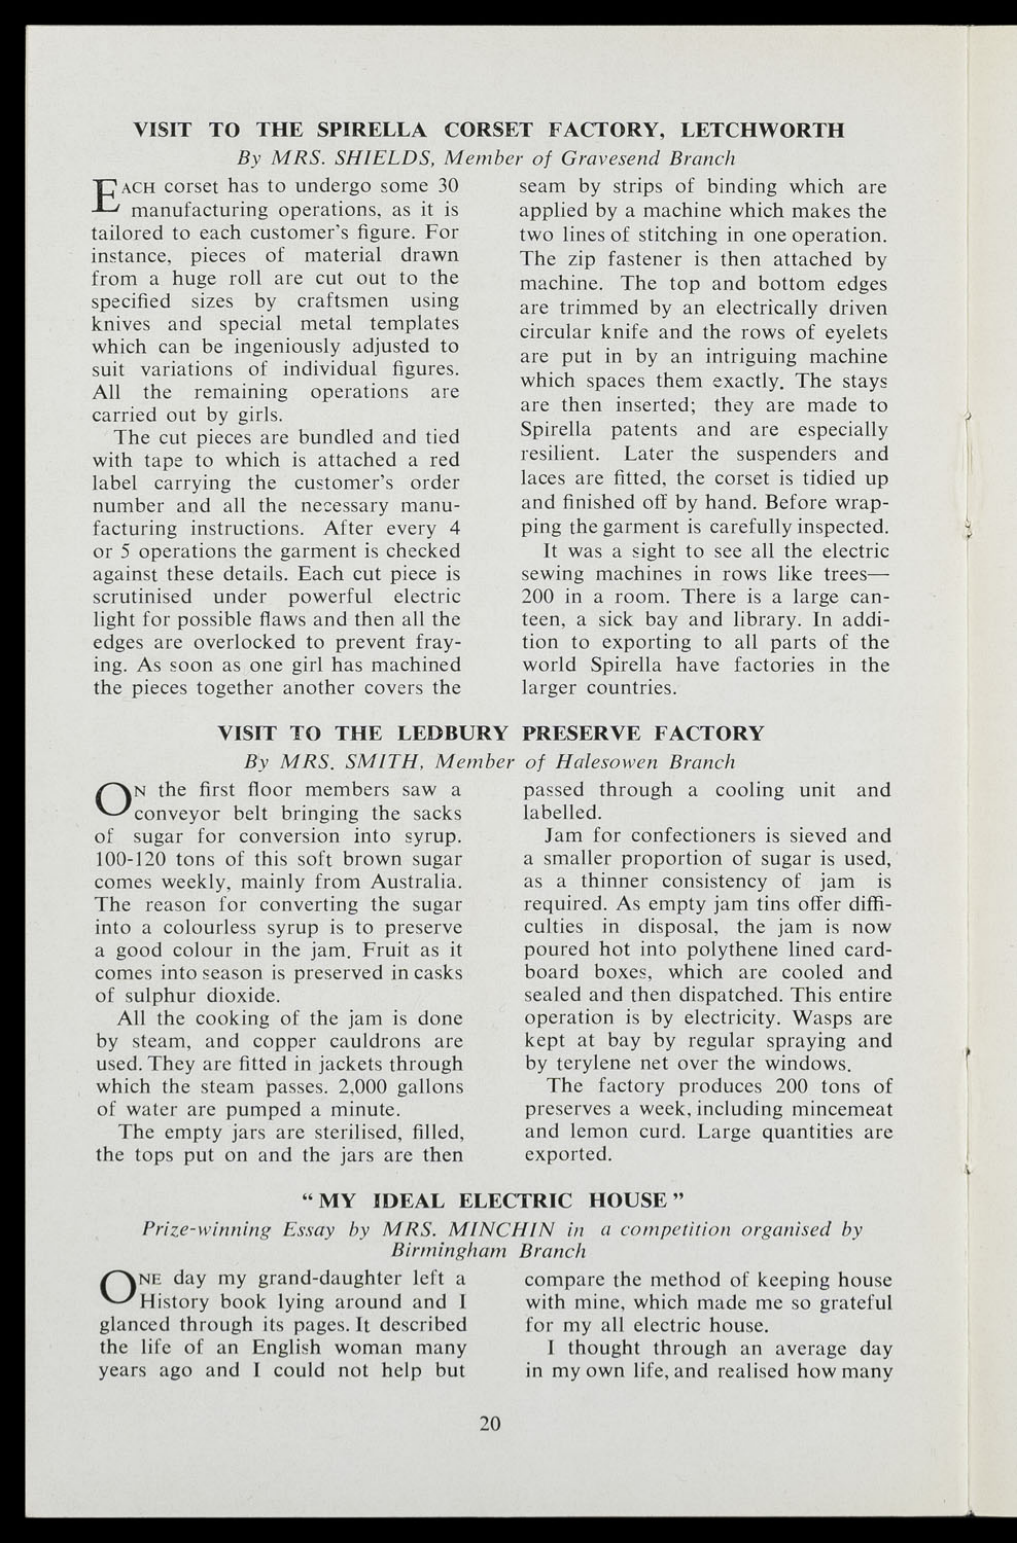 VISIT TO THE SPIRELLA CORSET FACTORY, LETCHWORTH
By MRS. SHIELDS, Member of Gravesend Branch
EACH corset has to undergo some 30
manufacturing operations, as it is
tailored to each customer's figure. For
instance, pieces of material drawn
from a huge roll are cut out to the
specified sizes by craftsmen using
knives and special metal templates
which can be ingeniously adjusted to
suit variations of individual figures.
All the remaining operations are
carried out by girls.
The cut pieces are bundled and tied
with tape to which is attached a red
label carrying the customer's order
number and all the necessary manu-
facturing instructions. After every 4
or 5 operations the garment is checked
against these details. Each cut piece is
scrutinised under powerful electric
light for possible flaws and then all the
edges are overlocked to prevent fray-
ing. As soon as one girl has machined
the pieces together another covers the
seam by strips of binding which are
applied by a machine which makes the
two lines of stitching in one operation.
The zip fastener is then attached by
machine. The top and bottom edges
are trimmed by an electrically driven
circular knife and the rows of eyelets
are put in by an intriguing machine
which spaces them exactly. The stays
are then inserted; they are made to
Spirella patents and are especially
resilient. Later the suspenders and
laces are fitted, the corset is tidied up
and finished off by hand. Before wrap-
ping the garment is carefully inspected.
It was a sight to see all the electric
sewing machines in rows like trees—
200 in a room. There is a large can-
teen, a sick bay and library. In addi-
tion to exporting to all parts of the
world Spirella have factories in the
larger countries.
VISIT TO THE LEDBURY PRESERVE FACTORY
By MRS. SMITH, Member of Halesowen Branch
ON the first floor members saw a
conveyor belt bringing the sacks
of sugar for conversion into syrup.
100-120 tons of this soft brown sugar
comes weekly, mainly from Australia.
The reason for converting the sugar
into a colourless syrup is to preserve
a good colour in the jam. Fruit as it
comes into season is preserved in casks
of sulphur dioxide.
All the cooking of the jam is done
by steam, and copper cauldrons are
used. They are fitted in jackets through
which the steam passes. 2,000 gallons
of water are pumped a minute.
The empty jars are sterilised, filled,
the tops put on and the jars are then
passed through a cooling unit and
labelled.
Jam for confectioners is sieved and
a smaller proportion of sugar is used,
as a thinner consistency of jam is
required. As empty jam tins offer diffi-
culties in disposal, the jam is now
poured hot into polythene lined card-
board boxes, which are cooled and
sealed and then dispatched. This entire
operation is by electricity. Wasps are
kept at bay by regular spraying and
by terylene net over the windows.
The factory produces 200 tons of
preserves a week, including mincemeat
and lemon curd. Large quantities are
exported.
"MY IDEAL ELECTRIC HOUSE"
Prize-winning Essay by MRS. MINCHIN in a competition organised by
Birmingham Branch
ONE day my grand-daughter left a
History book lying around and I
glanced through its pages. It described
the life of an English woman many
years ago and I could not help but
compare the method of keeping house
with mine, which made me so grateful
for my all electric house.
I thought through an average day
in my own life, and realised how many
20